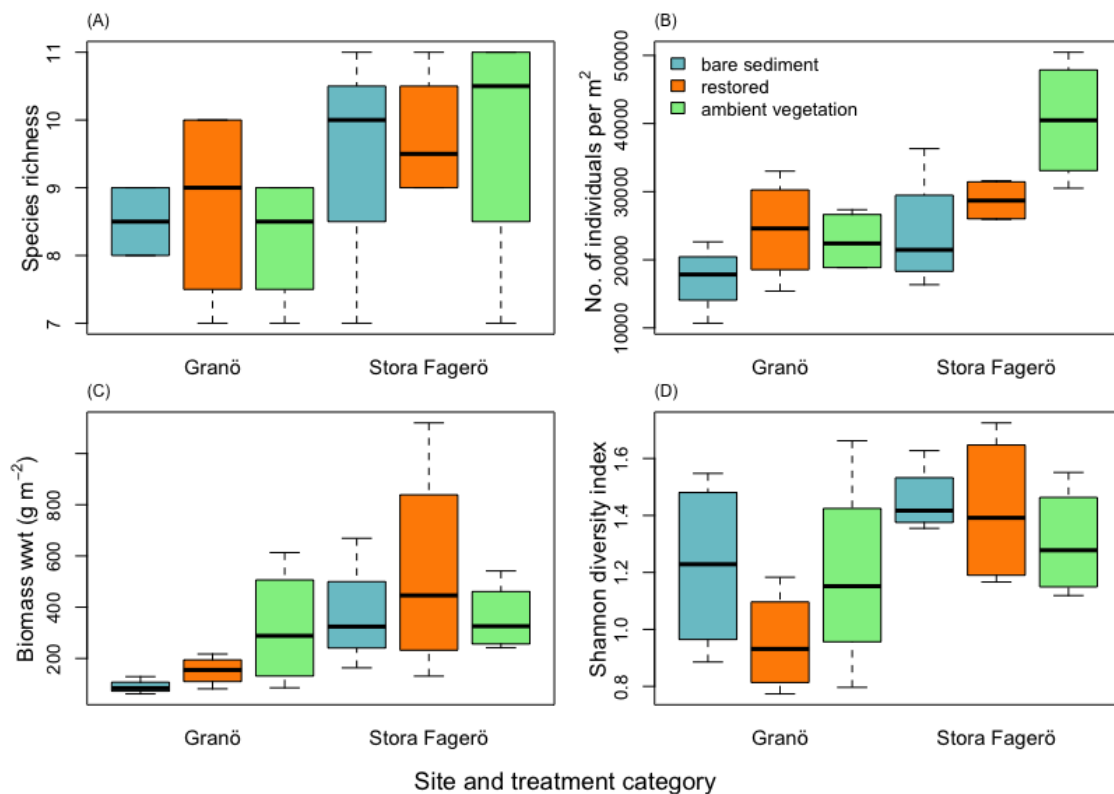 (A)
Species richness
11
10
9
8
7
Granö
Stora Fagerö
(B)
No. of individuals per m²
50000
40000
30000
20000
10000
bare sediment
restored
ambient vegetation
Granö
Stora Fagerö
(C)
Biomass wwt (g m⁻²)
800
600
400
200
Granö
Stora Fagerö
(D)
Shannon diversity index
1.6
1.4
1.2
1.0
0.8
Granö
Stora Fagerö
Site and treatment category